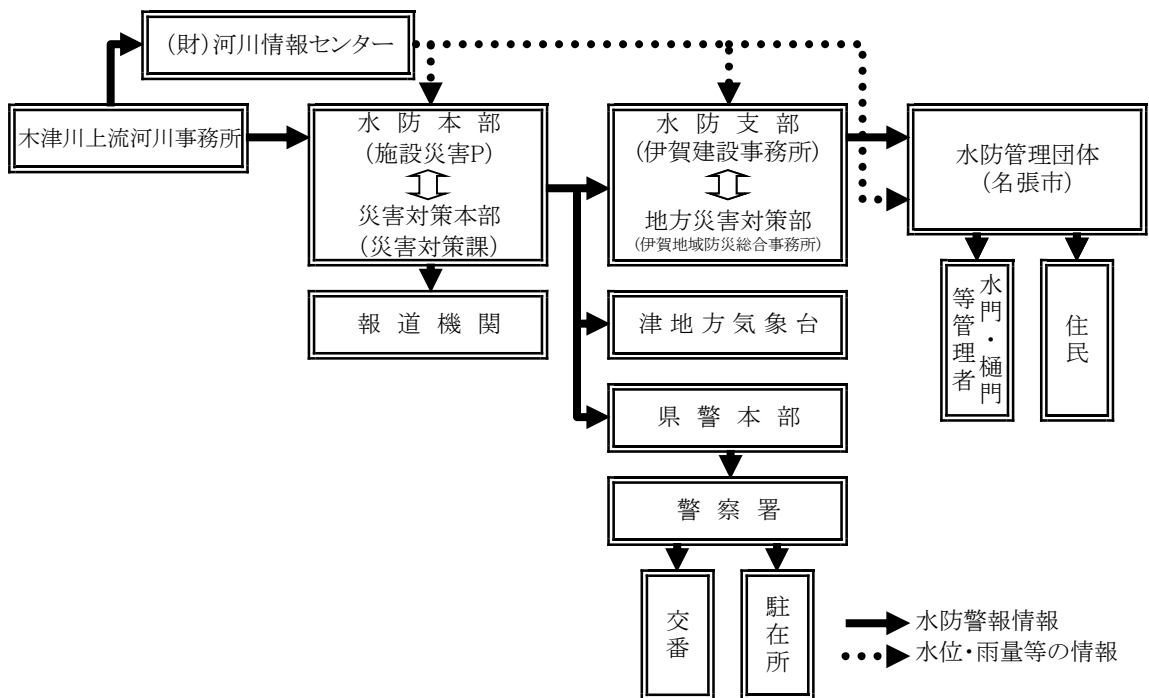 (財)河川情報センター
木津川上流河川事務所
水防本部
(施設災害P)
災害対策本部
(災害対策課)
水防支部
(伊賀建設事務所)
地方災害対策部
(伊賀地域防災総合事務所)
水防管理団体
(名張市)
報道機関
津地方気象台
水門・樋門
等管理者
住民
県警本部
警察署
交番
駐在所
水防警報情報
水位・雨量等の情報